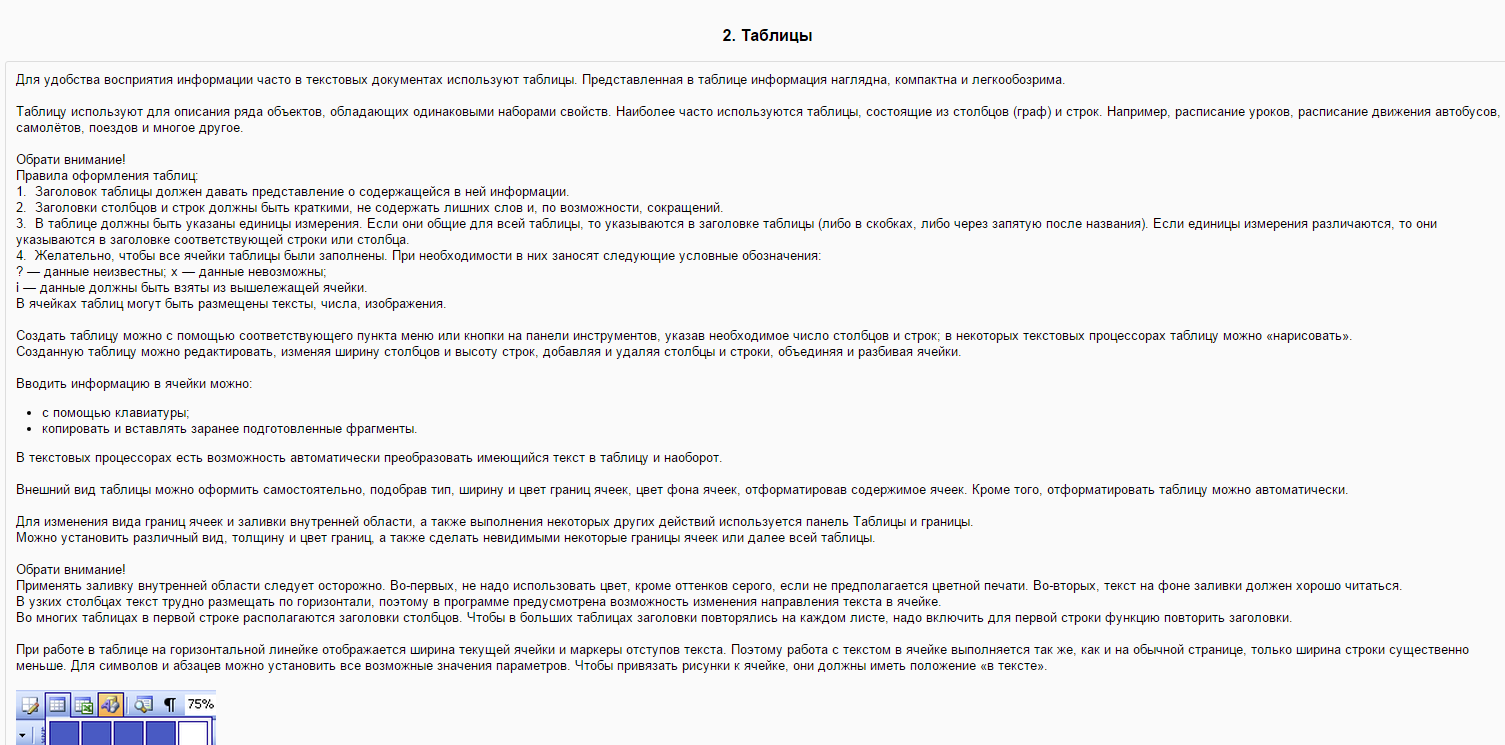 2. Таблицы
Для удобства восприятия информации часто в текстовых документах используют таблицы. Представленная в таблице информация наглядна, компактна и легкообозрима.
Таблицу используют для описания ряда объектов, обладающих одинаковыми наборами свойств. Наиболее часто используются таблицы, состоящие из столбцов (граф) и строк. Например, расписание уроков, расписание движения автобусов,
самолётов, поездов и многое другое.
Обрати внимание!
Правила оформления таблиц:
1. Заголовок таблицы должен давать представление о содержащейся в ней информации.
2. Заголовки столбцов и строк должны быть краткими, не содержать лишних слов и, по возможности, сокращений.
3. В таблице должны быть указаны единицы измерения. Если они общие для всей таблицы, то указываются в заголовке таблицы (либо в скобках, либо через запятую после названия). Если единицы измерения различаются, то они
указываются в заголовке соответствующей строки или столбца.
4. Желательно, чтобы все ячейки таблицы были заполнены. При необходимости в них заносят следующие условные обозначения:
? — данные неизвестны; х — данные невозможны;
i — данные должны быть взяты из вышележащей ячейки.
В ячейках таблиц могут быть размещены тексты, числа, изображения.
Создать таблицу можно с помощью соответствующего пункта меню или кнопки на панели инструментов, указав необходимое число столбцов и строк; в некоторых текстовых процессорах таблицу можно «нарисовать».
Созданную таблицу можно редактировать, изменяя ширину столбцов и высоту строк, добавляя и удаляя столбцы и строки, объединяя и разбивая ячейки.
Вводить информацию в ячейки можно:
• с помощью клавиатуры;
• копировать и вставлять заранее подготовленные фрагменты.
В текстовых процессорах есть возможность автоматически преобразовать имеющийся текст в таблицу и наоборот.
Внешний вид таблицы можно оформить самостоятельно, подобрав тип, ширину и цвет границ ячеек, цвет фона ячеек, отформатировав содержимое ячеек. Кроме того, отформатировать таблицу можно автоматически.
Для изменения вида границ ячеек и заливки внутренней области, а также выполнения некоторых других действий используется панель Таблицы и границы.
Можно установить различный вид, толщину и цвет границ, а также сделать невидимыми некоторые границы ячеек или далее всей таблицы.
Обрати внимание!
Применять заливку внутренней области следует осторожно. Во-первых, не надо использовать цвет, кроме оттенков серого, если не предполагается цветной печати. Во-вторых, текст на фоне заливки должен хорошо читаться.
В узких столбцах текст трудно размещать по горизонтали, поэтому в программе предусмотрена возможность изменения направления текста в ячейке.
Во многих таблицах в первой строке располагаются заголовки столбцов. Чтобы в больших таблицах заголовки повторялись на каждом листе, надо включить для первой строки функцию повторить заголовки.
При работе в таблице на горизонтальной линейке отображается ширина текущей ячейки и маркеры отступов текста. Поэтому работа с текстом в ячейке выполняется так же, как и на обычной странице, только ширина строки существенно
меньше. Для символов и абзацев можно установить все возможные значения параметров. Чтобы привязать рисунки к ячейке, они должны иметь положение «в тексте».
¶ 75%